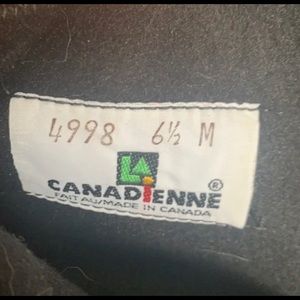 4998 6½ M
LA
CANADIENNE ®
FAIT AU/MADE IN CANADA